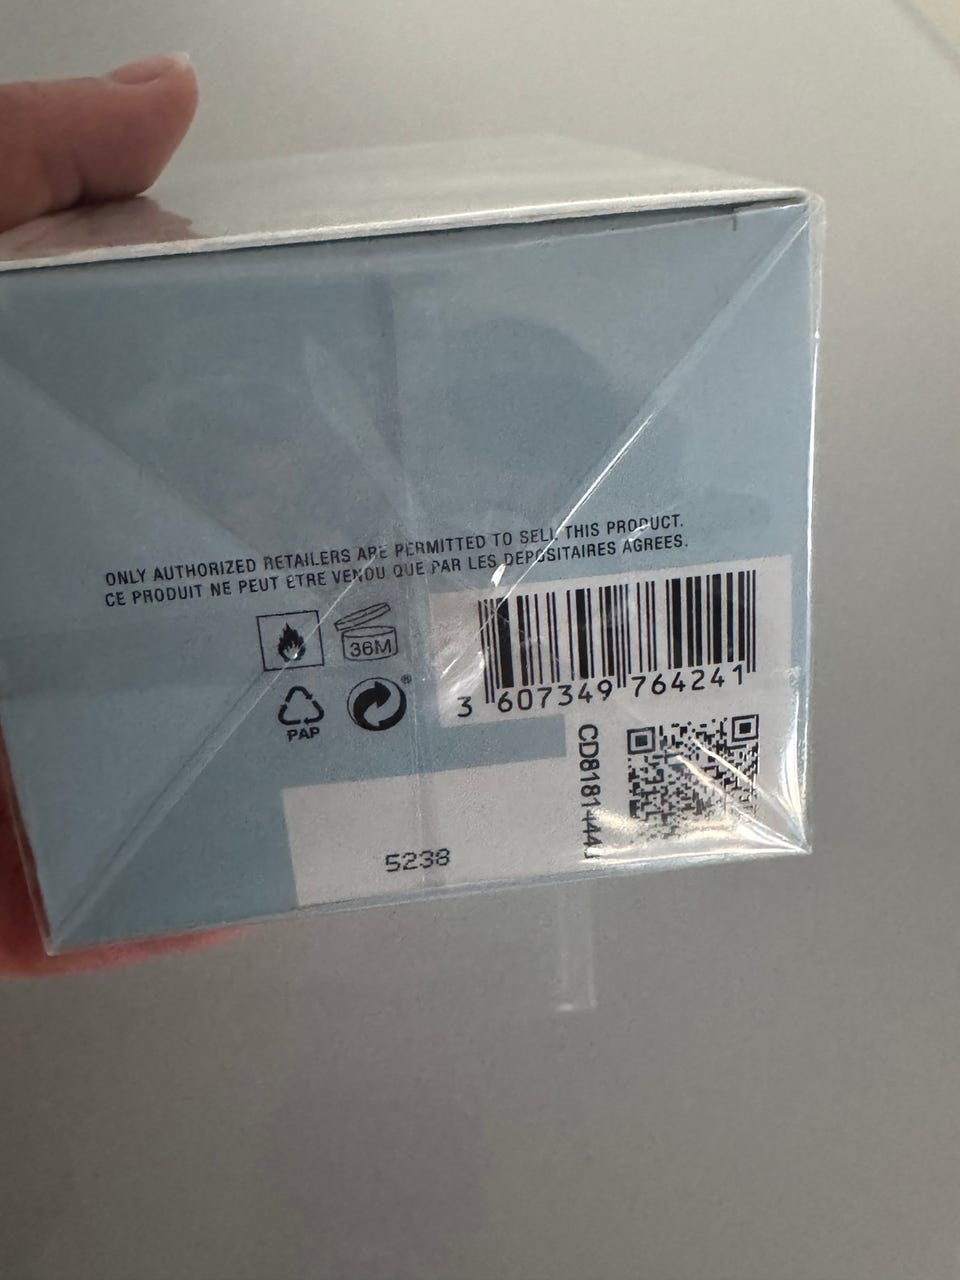 ONLY AUTHORIZED RETAILERS ARE PERMITTED TO SELL THIS PRODUCT.
CE PRODUIT NE PEUT ETRE VENDU QUE PAR LES DEPOSITAIRES AGREES.
36M
®
PAP
3 607349 764241
5238